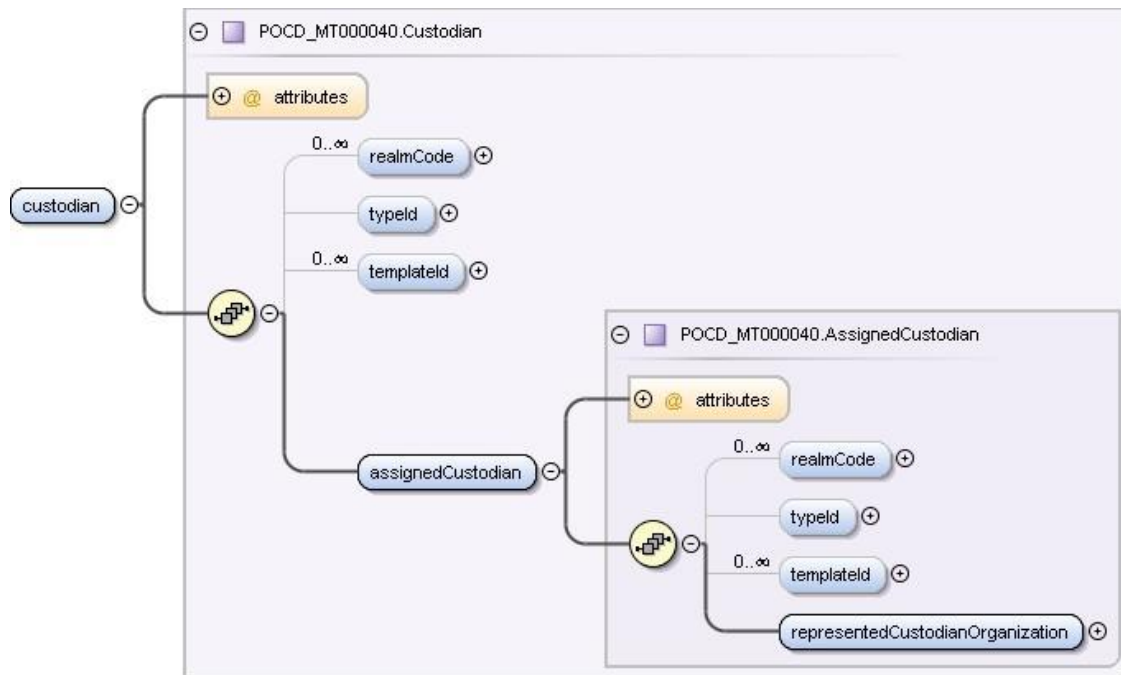 POCD_MT000040.Custodian
@ attributes
0..∞
realmCode
custodian
typeId
0..∞
templateId
POCD_MT000040.AssignedCustodian
@ attributes
0..∞
realmCode
assignedCustodian
typeId
0..∞
templateId
representedCustodianOrganization